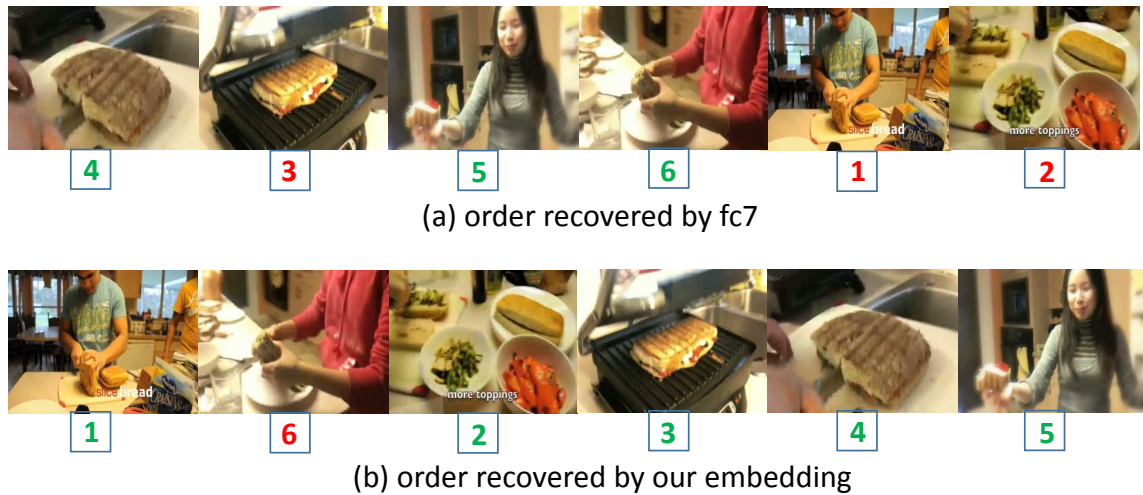 slice bread
more toppings
4 3 5 6 1 2
(a) order recovered by fc7
slice bread
more toppings
1 6 2 3 4 5
(b) order recovered by our embedding